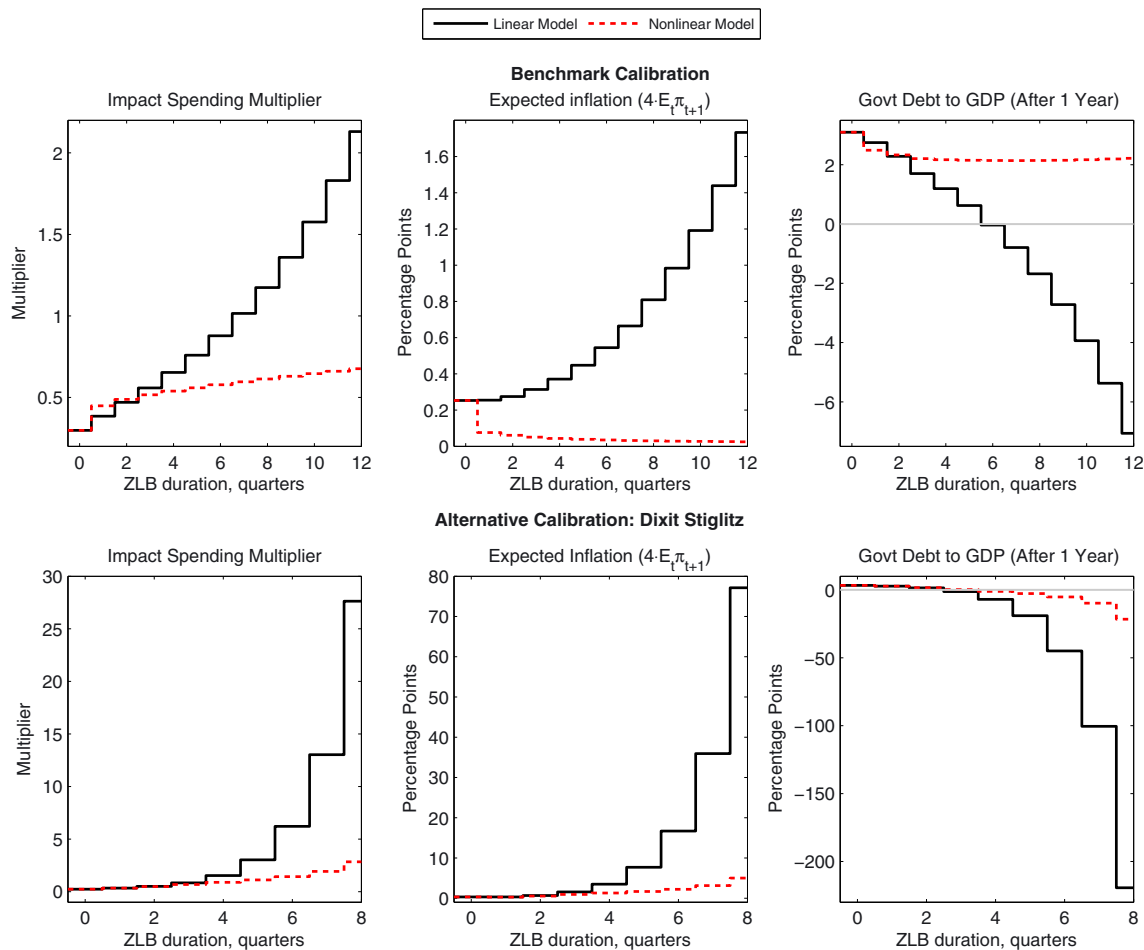 Linear Model
Nonlinear Model
Benchmark Calibration
Impact Spending Multiplier
Multiplier
2
1.5
1
0.5
0 2 4 6 8 10 12
ZLB duration, quarters
Expected inflation (4·E_tπ_{t+1})
Percentage Points
1.6
1.4
1.2
1
0.8
0.6
0.4
0.2
0
0 2 4 6 8 10 12
ZLB duration, quarters
Govt Debt to GDP (After 1 Year)
Percentage Points
2
0
−2
−4
−6
0 2 4 6 8 10 12
ZLB duration, quarters
Alternative Calibration: Dixit Stiglitz
Impact Spending Multiplier
Multiplier
30
25
20
15
10
5
0
0 2 4 6 8
ZLB duration, quarters
Expected Inflation (4·E_tπ_{t+1})
Percentage Points
80
70
60
50
40
30
20
10
0
0 2 4 6 8
ZLB duration, quarters
Govt Debt to GDP (After 1 Year)
Percentage Points
0
−50
−100
−150
−200
0 2 4 6 8
ZLB duration, quarters